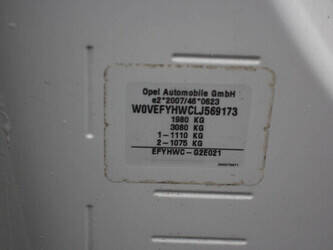 Opel Automobile GmbH
e2*2007/46*0623
W0VEFYHWCLJ569173
1980 KG
3080 KG
1-1110 KG
2-1075 KG
EFYHWC-G2E021